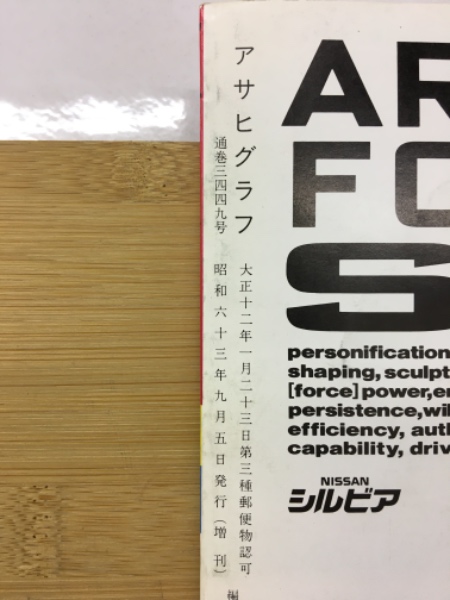 アサヒグラフ
通巻三四四九号
大正十二年一月二十三日第三種郵便物認可
昭和六十三年九月五日発行(増刊)
編
AR
FO
S
personification
shaping, sculpt
[force] power, en
persistence, wil
efficiency, auth
capability, driv
NISSAN
シルビア